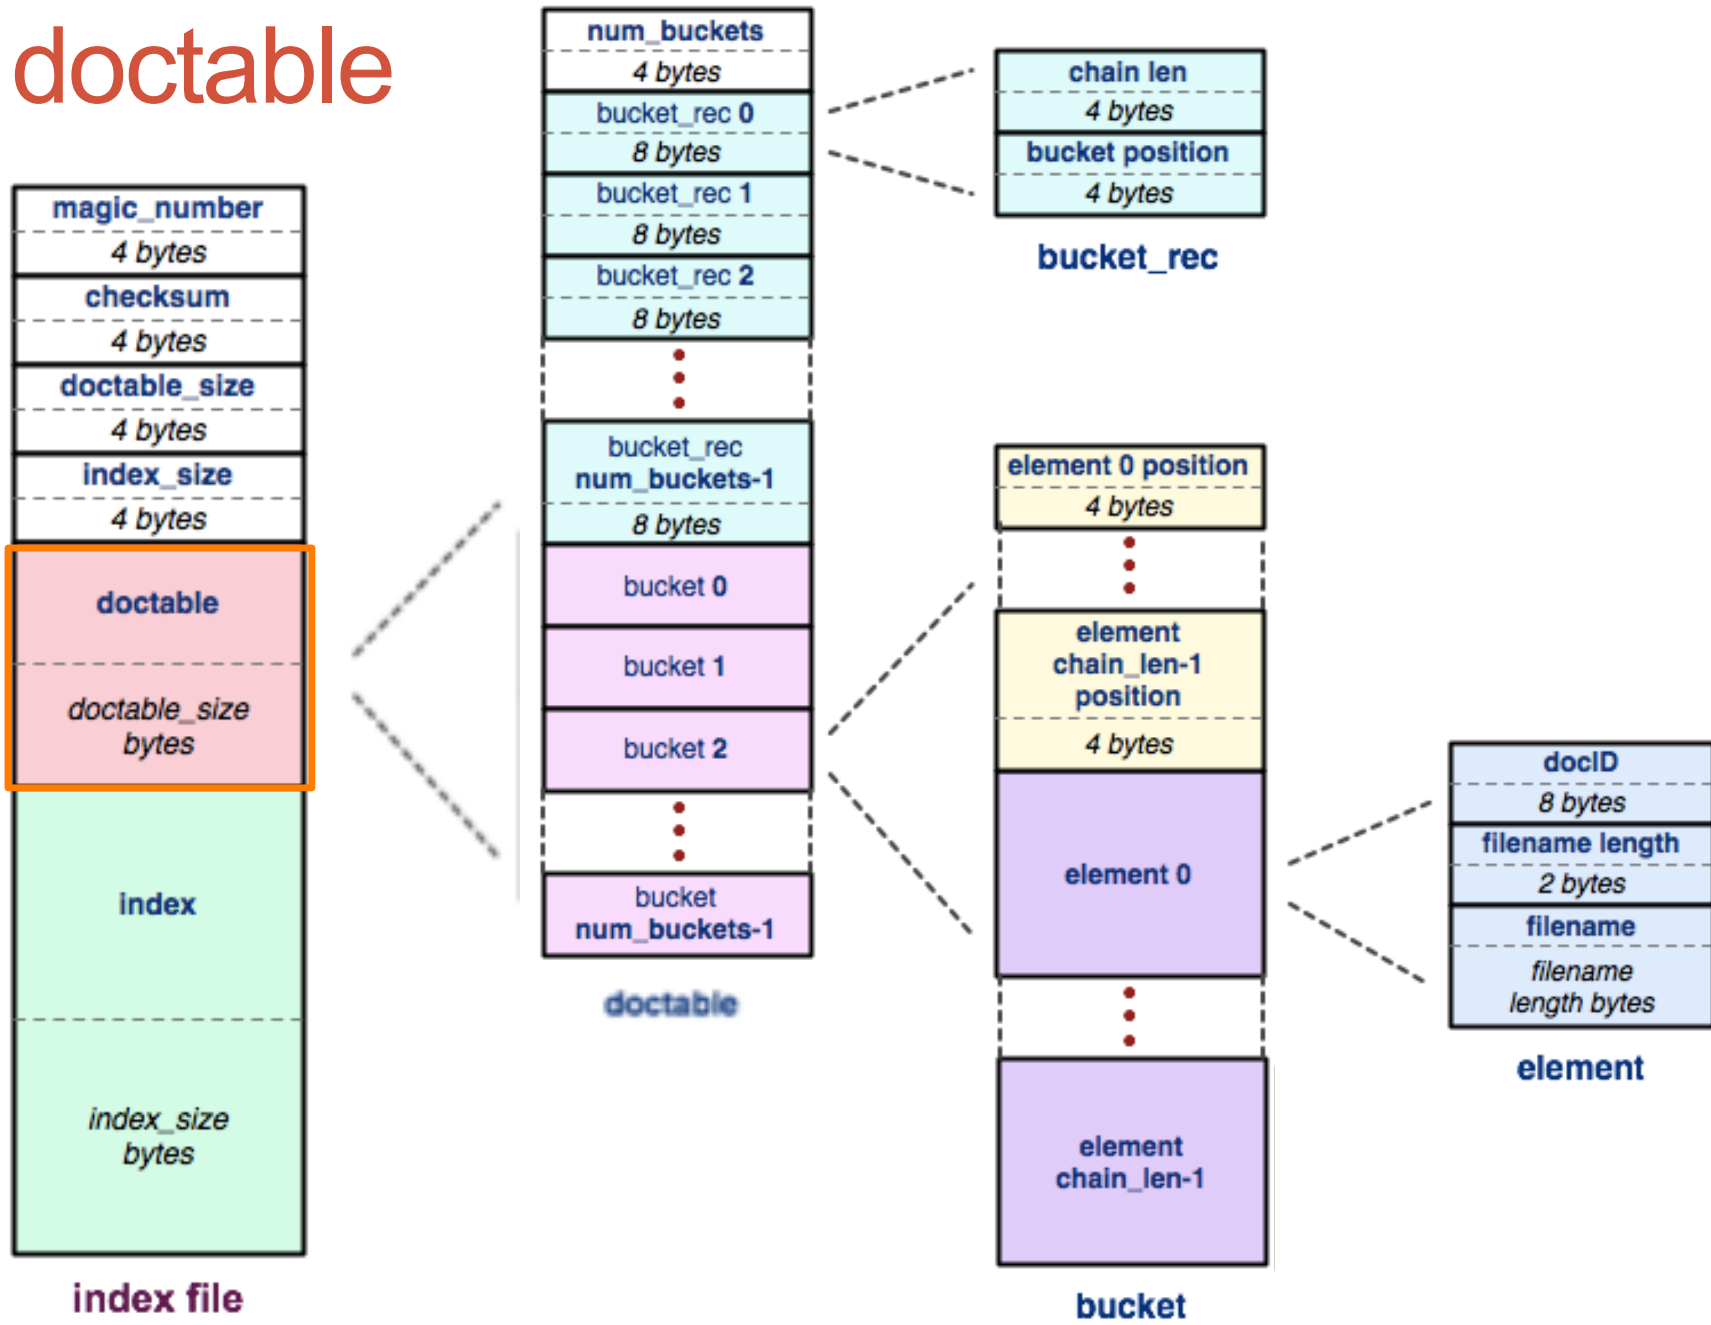 doctable
magic_number
4 bytes
checksum
4 bytes
doctable_size
4 bytes
index_size
4 bytes
doctable
doctable_size
bytes
index
index_size
bytes
index file
num_buckets
4 bytes
bucket_rec 0
8 bytes
bucket_rec 1
8 bytes
bucket_rec 2
8 bytes
bucket_rec
num_buckets-1
8 bytes
bucket 0
bucket 1
bucket 2
bucket
num_buckets-1
doctable
chain len
4 bytes
bucket position
4 bytes
bucket_rec
element 0 position
4 bytes
element
chain_len-1
position
4 bytes
element 0
element
chain_len-1
bucket
docID
8 bytes
filename length
2 bytes
filename
filename
length bytes
element